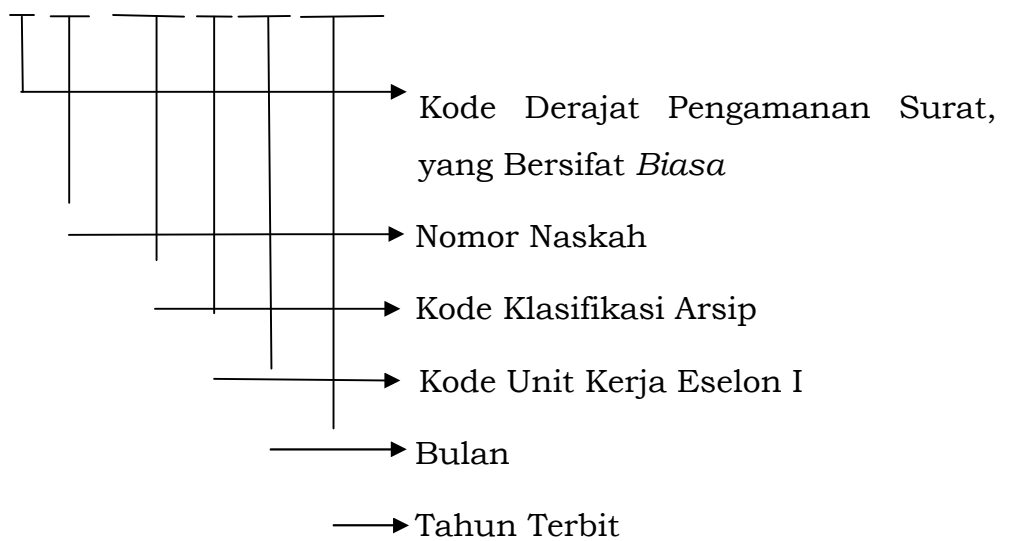 Kode Derajat Pengamanan Surat,
yang Bersifat Biasa
Nomor Naskah
Kode Klasifikasi Arsip
Kode Unit Kerja Eselon I
Bulan
Tahun Terbit